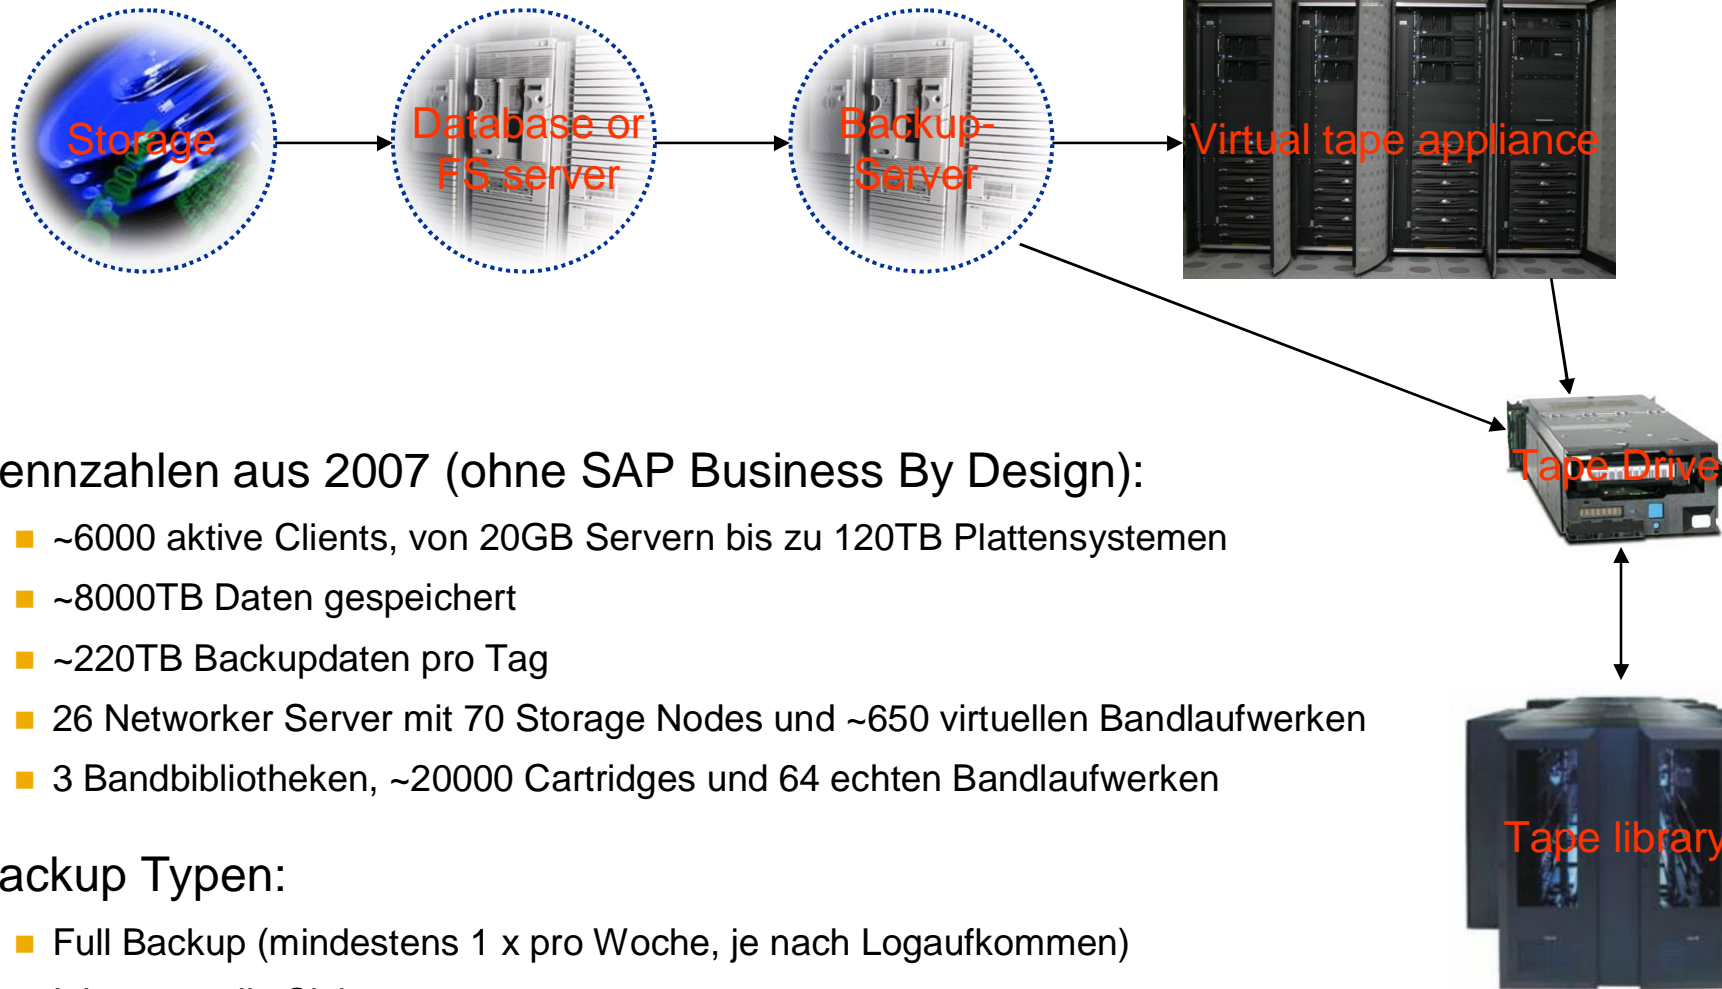 Storage
Database or
FS server
Backup-
Server
Virtual tape appliance
Tape Drive
ennzahlen aus 2007 (ohne SAP Business By Design):
~6000 aktive Clients, von 20GB Servern bis zu 120TB Plattensystemen
~8000TB Daten gespeichert
~220TB Backupdaten pro Tag
26 Networker Server mit 70 Storage Nodes und ~650 virtuellen Bandlaufwerken
3 Bandbibliotheken, ~20000 Cartridges und 64 echten Bandlaufwerken
Tape library
ackup Typen:
Full Backup (mindestens 1 x pro Woche, je nach Logaufkommen)